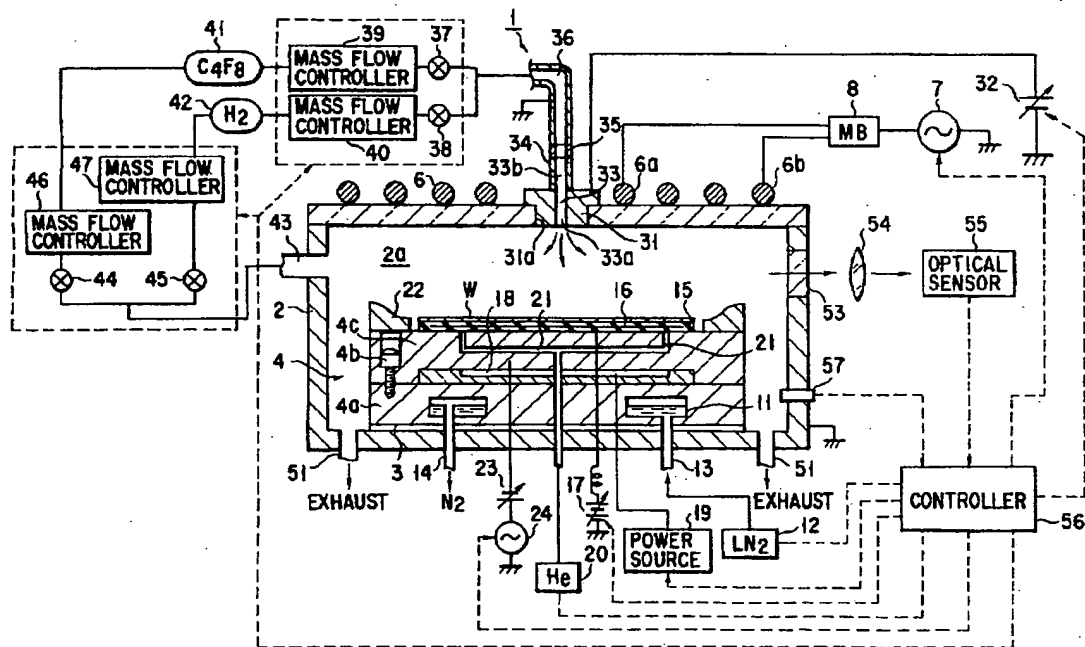 41
C4F8
39
MASS FLOW
CONTROLLER
37
1
36
42
H2
MASS FLOW
CONTROLLER
40
38
32
8
MB
7
35
34
33b
33
6a
6b
47
MASS FLOW
CONTROLLER
46
MASS FLOW
CONTROLLER
6
31a
33a
31
43
2a
54
55
OPTICAL
SENSOR
44
45
53
2
22
W
18
21
16
15
4c
4b
21
4
4a
11
57
3
51
14
23
13
51
EXHAUST
N2
24
17
19
POWER
SOURCE
12
LN2
EXHAUST
CONTROLLER
56
He
20